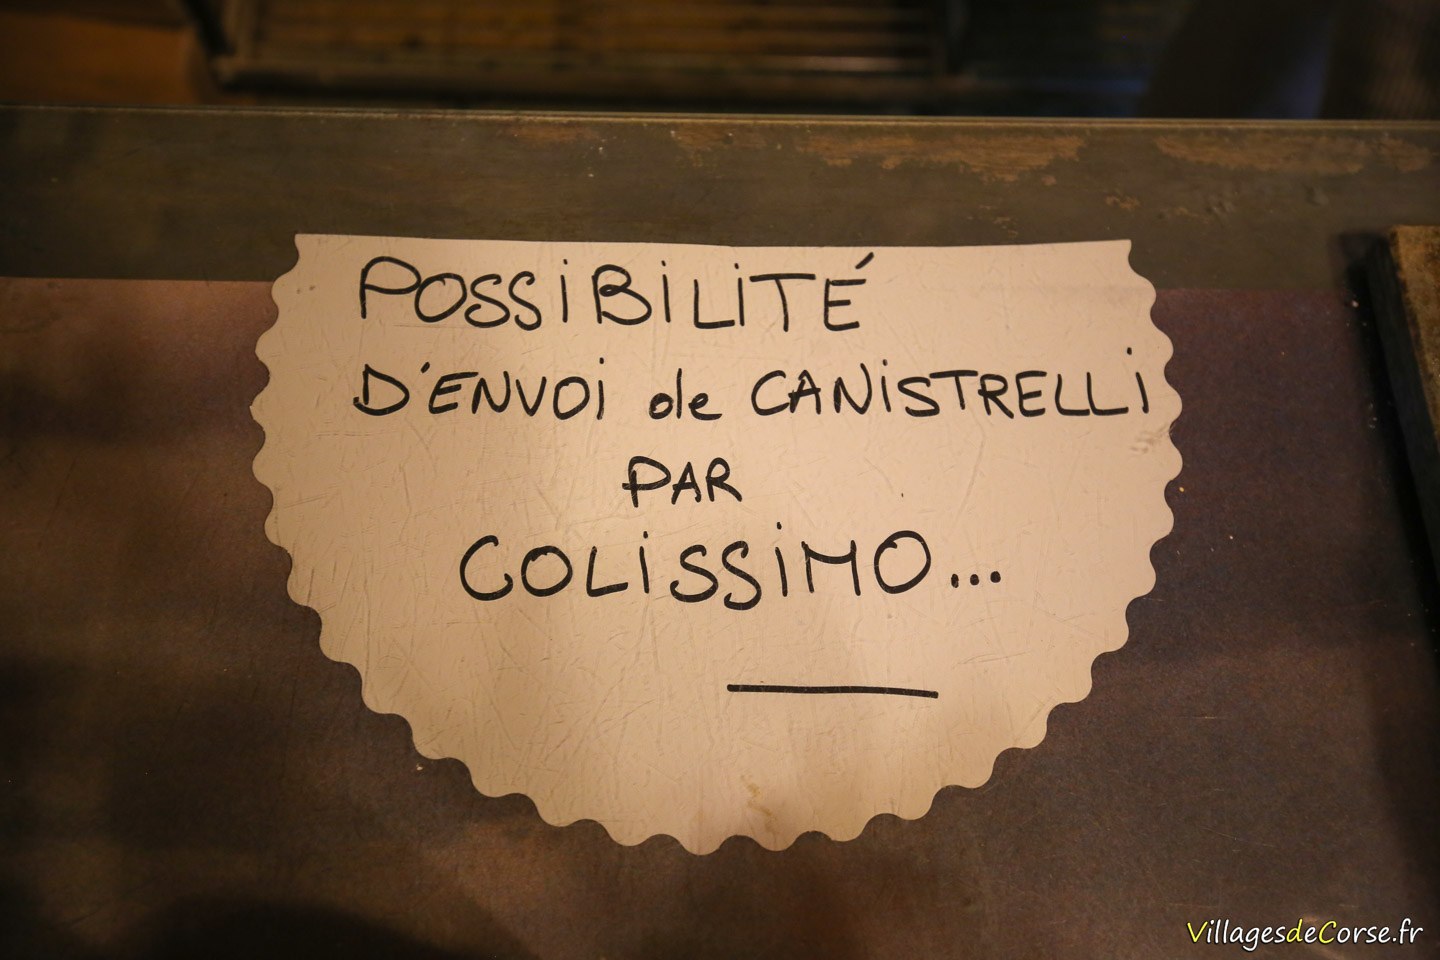 POSSIBILITÉ
D'ENVOI de CANISTRELLI
PAR
COLISSIMO...
VillagesdeCorse.fr